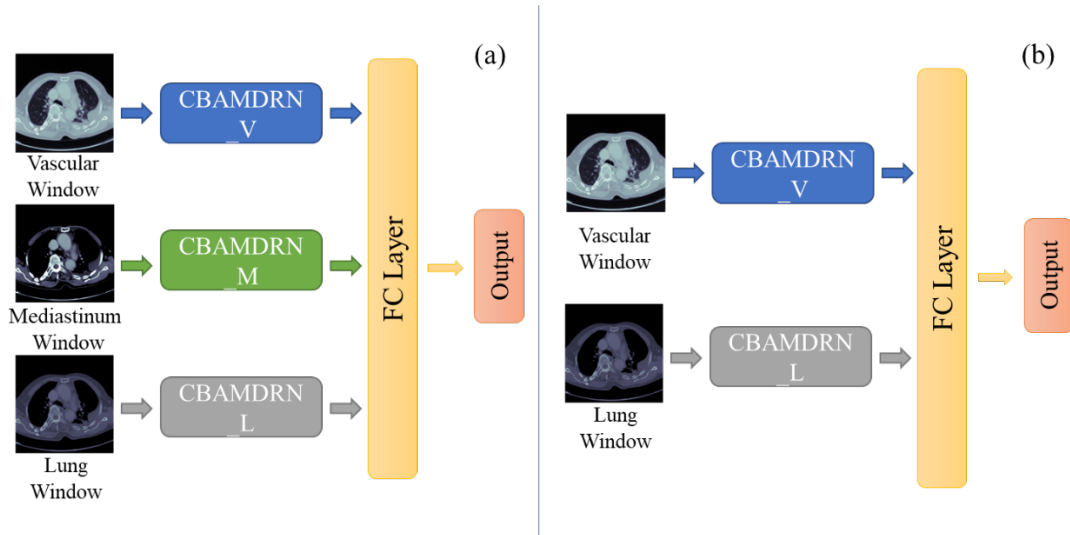 (a)
Vascular
Window
CBAMDRN
_V
Mediastinum
Window
CBAMDRN
_M
Lung
Window
CBAMDRN
_L
FC Layer
Output
(b)
Vascular
Window
CBAMDRN
_V
Lung
Window
CBAMDRN
_L
FC Layer
Output